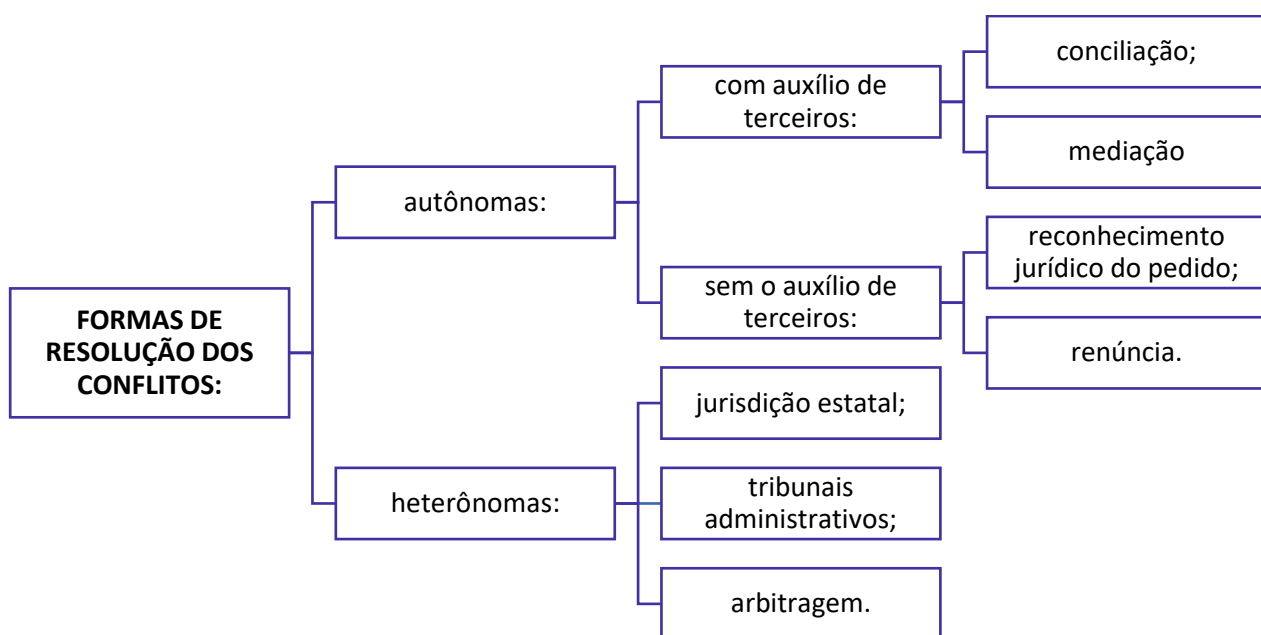 FORMAS DE
RESOLUÇÃO DOS
CONFLITOS:
autônomas:
com auxílio de
terceiros:
conciliação;
mediação
sem o auxílio de
terceiros:
reconhecimento
jurídico do pedido;
renúncia.
heterônomas:
jurisdição estatal;
tribunais
administrativos;
arbitragem.